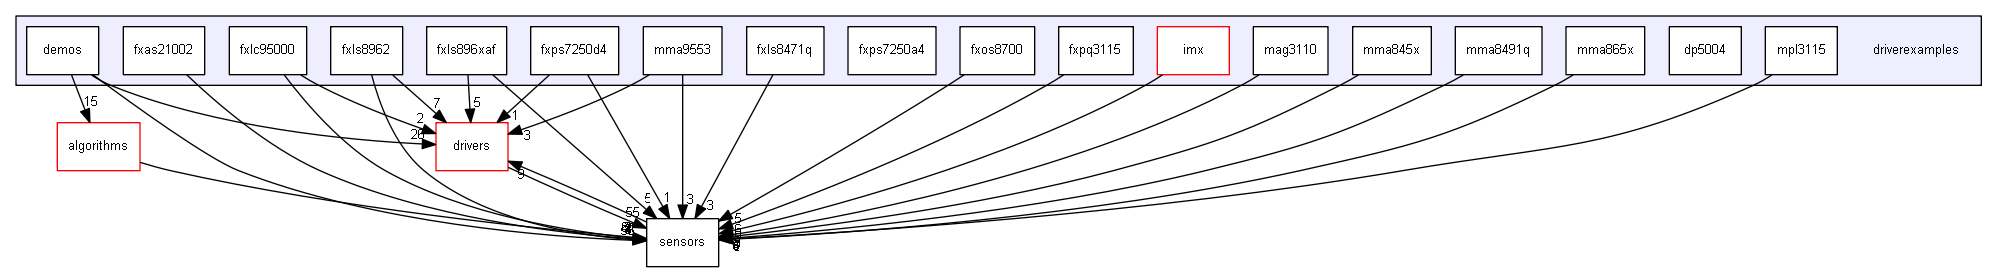 demos fxas21002 fxlc95000 fxls8962 fxls896xaf fxps7250d4 mma9553 fxls8471q fxps7250a4 fxos8700 fxpq3115 imx mag3110 mma845x mma8491q mma865x dp5004 mpl3115 driverexamples
15 7 5 1
2 3
algorithms drivers
9
5 1 3 3
55 5
sensors